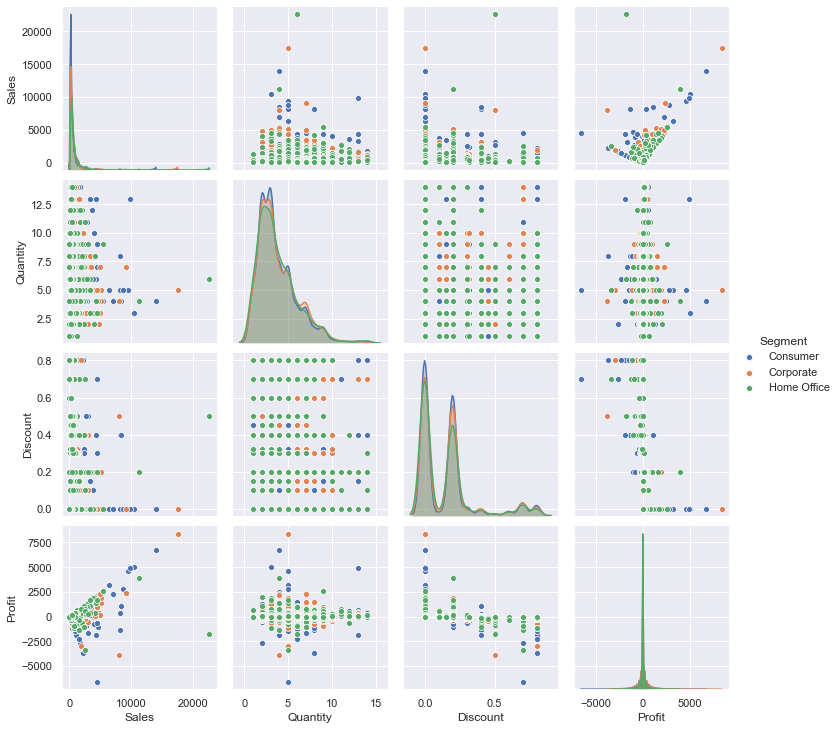 20000
15000
10000
5000
0
Sales
12.5
10.0
7.5
5.0
2.5
Quantity
Segment
Consumer
Corporate
Home Office
0.8
0.6
0.4
0.2
0.0
Discount
7500
5000
2500
0
−2500
−5000
Profit
0 10000 20000
0 5 10 15
0.0 0.5
−5000 0 5000
Sales Quantity Discount Profit